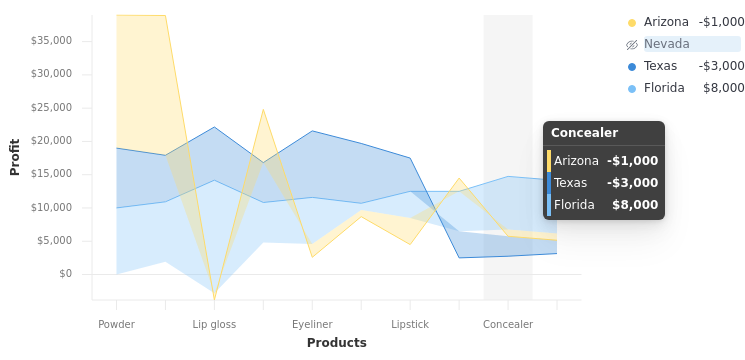 Arizona -$1,000
Nevada
Texas -$3,000
Florida $8,000
$35,000
$30,000
$25,000
$20,000
$15,000
$10,000
$5,000
$0
Profit
Concealer
Arizona -$1,000
Texas -$3,000
Florida $8,000
Powder Lip gloss Eyeliner Lipstick Concealer
Products